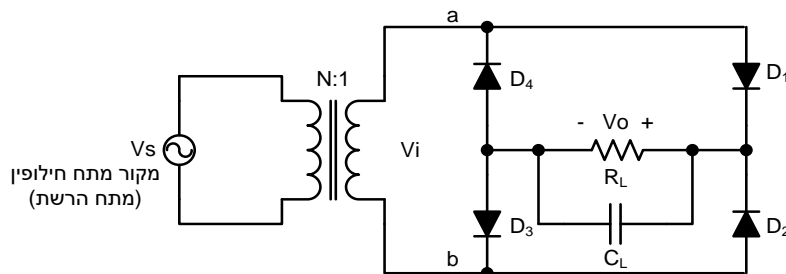 a
N:1
D4
D1
Vs
מקור מתח חילופין
(מתח הרשת)
Vi
- Vo +
RL
CL
D3
D2
b